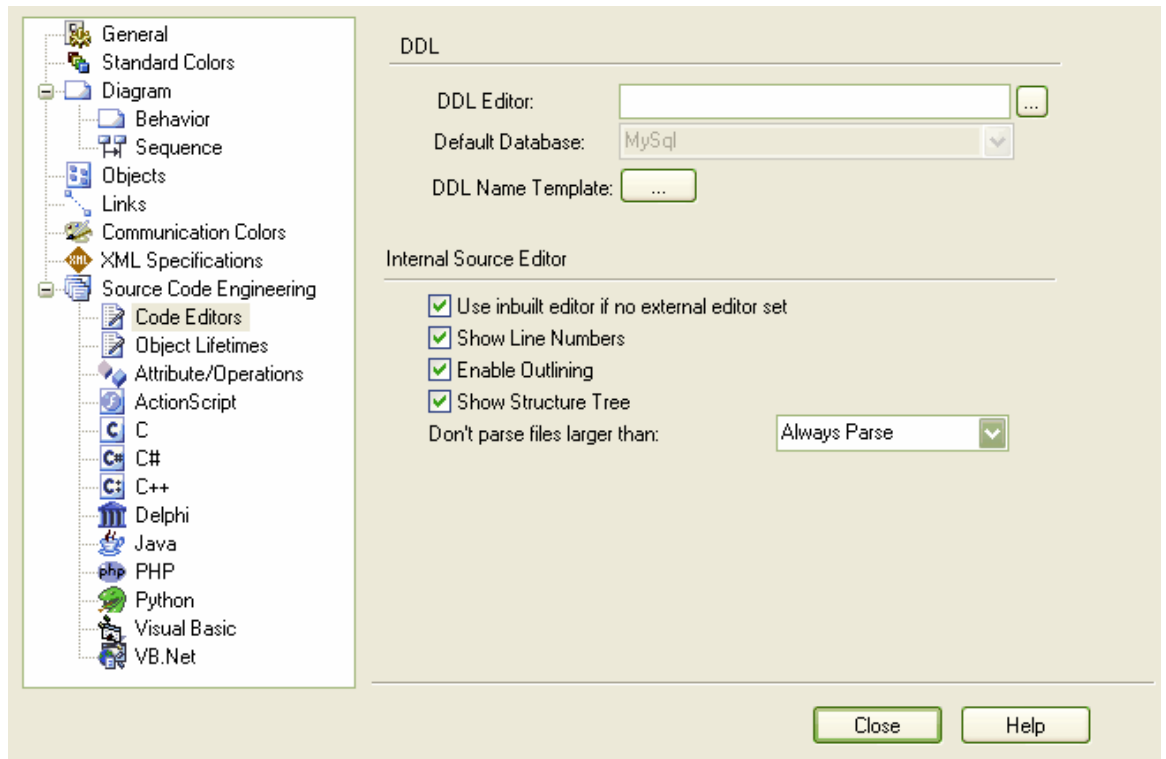 General
Standard Colors
Diagram
Behavior
Sequence
Objects
Links
Communication Colors
XML Specifications
Source Code Engineering
Code Editors
Object Lifetimes
Attribute/Operations
ActionScript
C
C#
C++
Delphi
Java
PHP
Python
Visual Basic
VB.Net
DDL
DDL Editor:
...
Default Database: MySql
DDL Name Template: ...
Internal Source Editor
Use inbuilt editor if no external editor set
Show Line Numbers
Enable Outlining
Show Structure Tree
Don't parse files larger than: Always Parse
Close Help